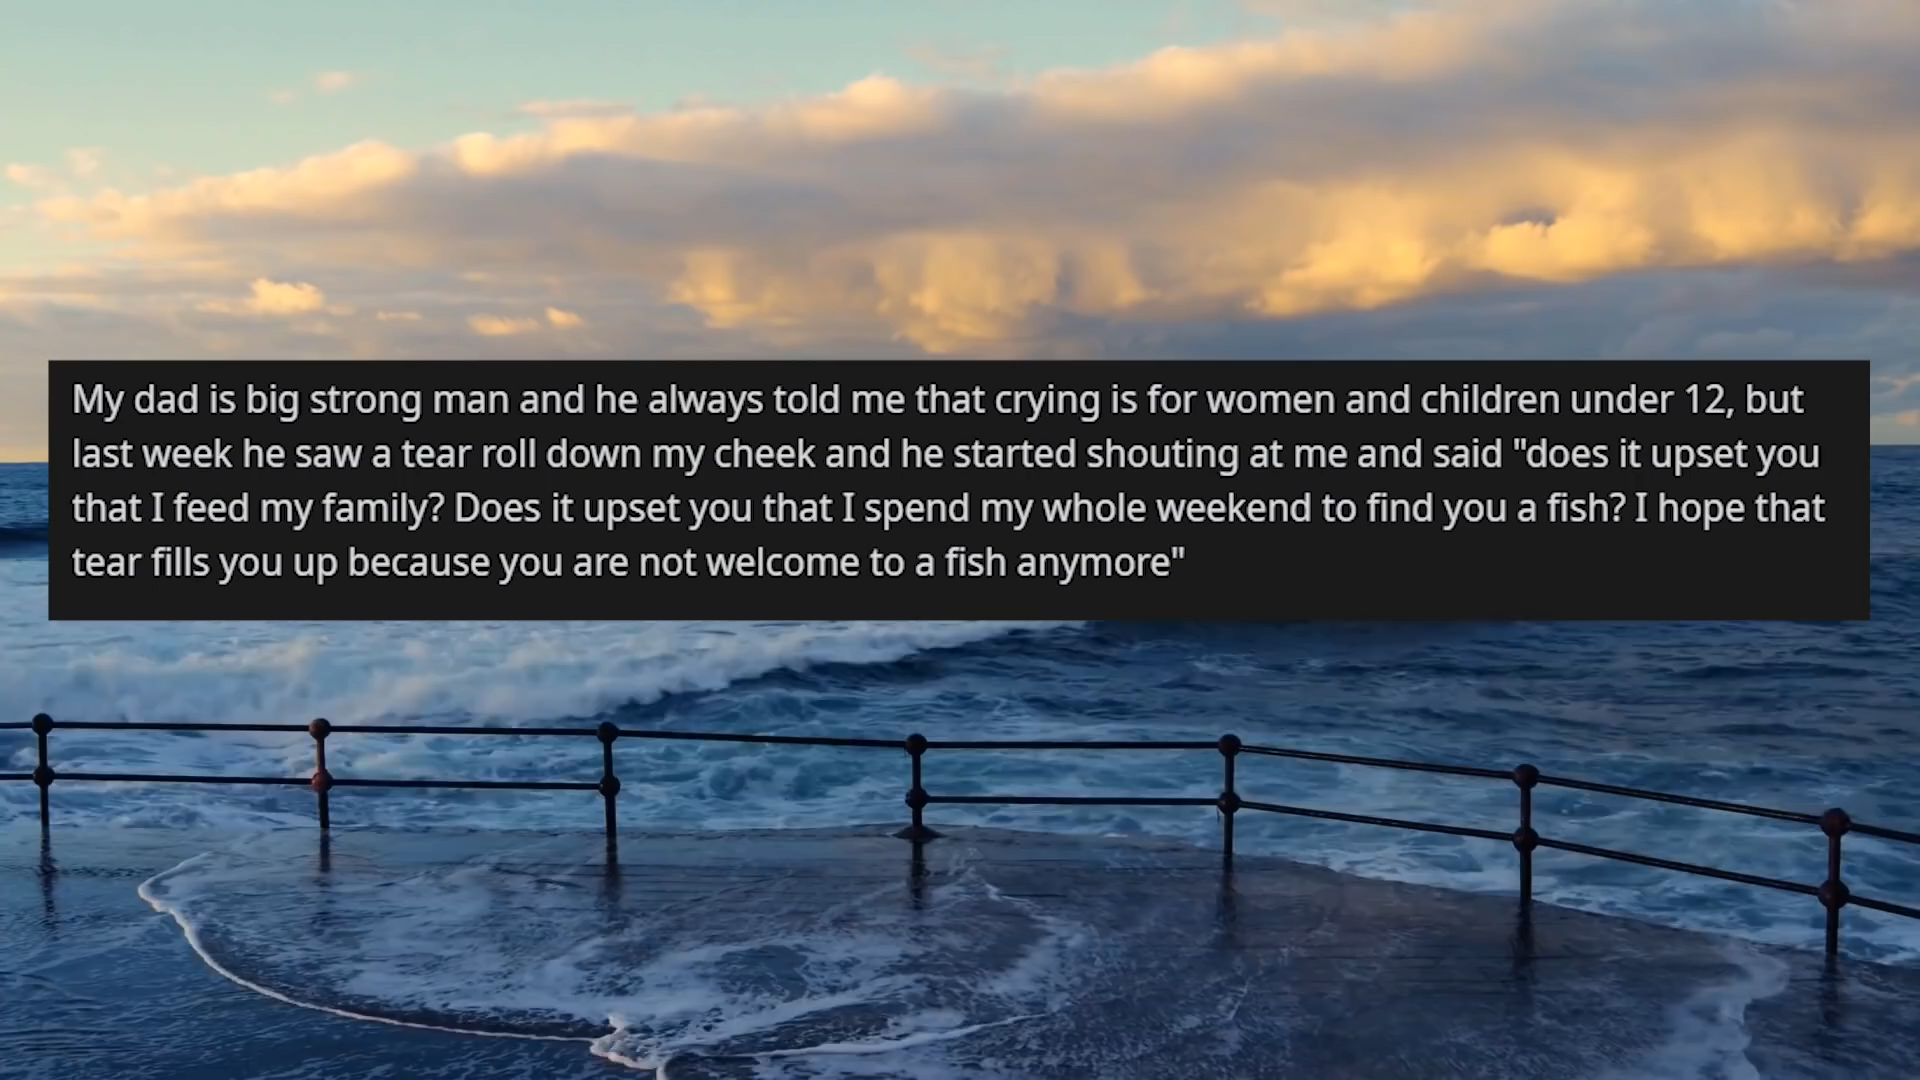 My dad is big strong man and he always told me that crying is for women and children under 12, but
last week he saw a tear roll down my cheek and he started shouting at me and said "does it upset you
that I feed my family? Does it upset you that I spend my whole weekend to find you a fish? I hope that
tear fills you up because you are not welcome to a fish anymore"